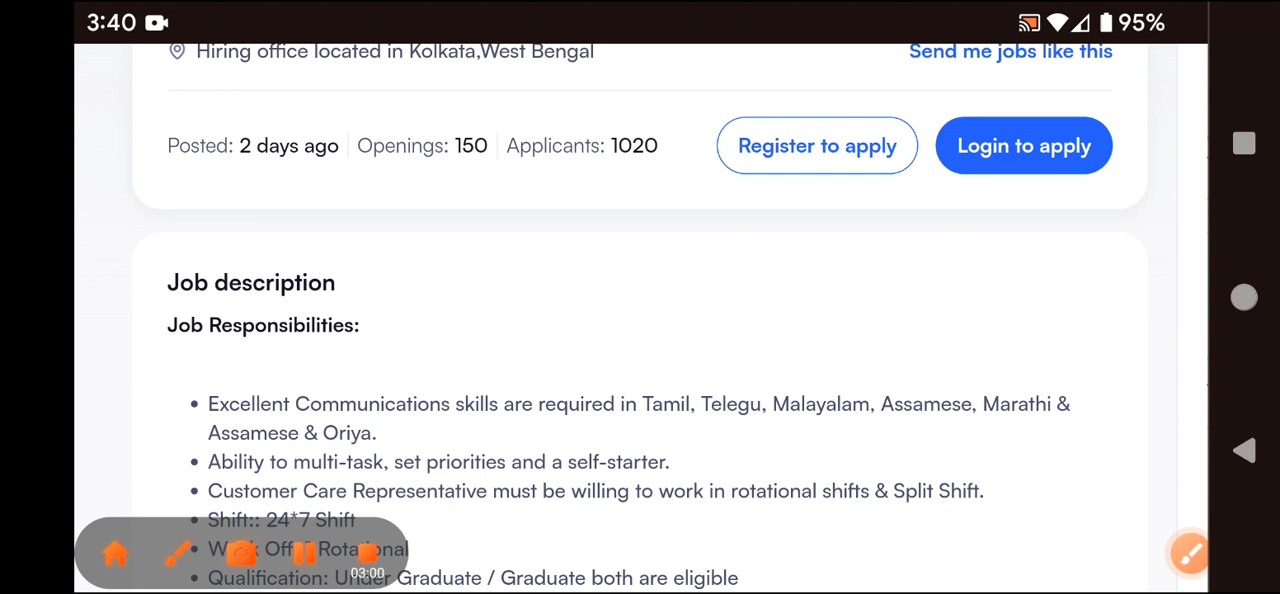 3:40 95%
Hiring office located in Kolkata,West Bengal Send me jobs like this
Posted: 2 days ago Openings: 150 Applicants: 1020 Register to apply Login to apply
Job description
Job Responsibilities:
Excellent Communications skills are required in Tamil, Telegu, Malayalam, Assamese, Marathi &
Assamese & Oriya.
Ability to multi-task, set priorities and a self-starter.
Customer Care Representative must be willing to work in rotational shifts & Split Shift.
Shift:: 24*7 Shift
Rotational
03:00
Qualification: Under Graduate / Graduate both are eligible